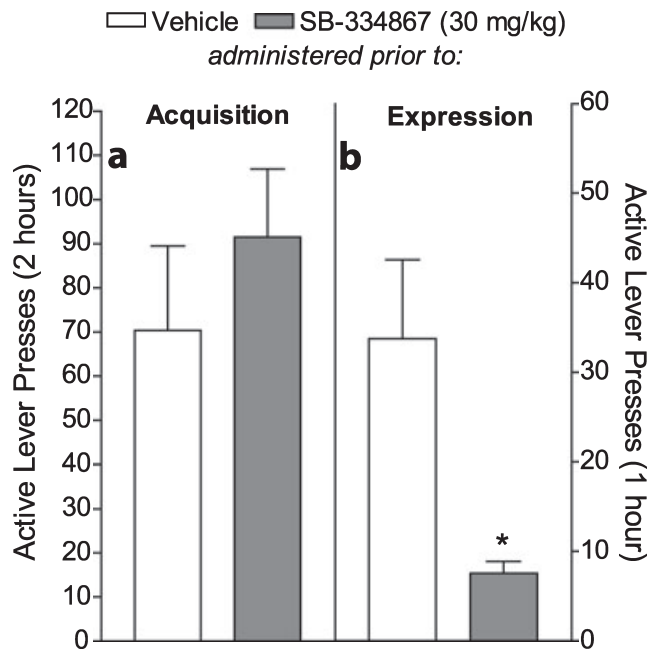 Vehicle SB-334867 (30 mg/kg)
administered prior to:
Acquisition
Expression
a
b
Active Lever Presses (2 hours)
120
110
100
90
80
70
60
50
40
30
20
10
0
60
50
40
30
20
10
0
Active Lever Presses (1 hour)
*